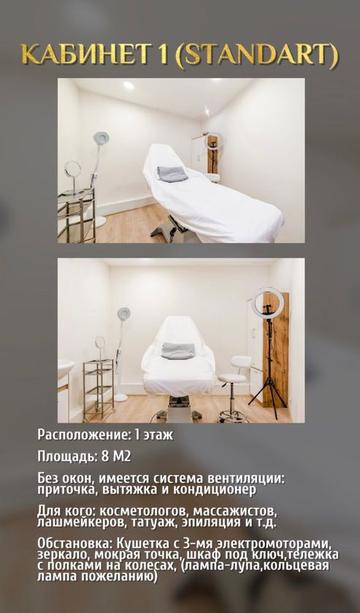 КАБИНЕТ 1 (STANDART)
Расположение: 1 этаж
Площадь: 8 М2
Без окон, имеется система вентиляции:
приточка, вытяжка и кондиционер
Для кого: косметологов, массажистов,
лашмейкеров, татуаж, эпиляция и т.д.
Обстановка: Кушетка с 3-мя электромоторами,
зеркало, мокрая точка, шкаф под ключ,тележка
с полками на колесах, (лампа-лупа,кольцевая
лампа пожеланию)